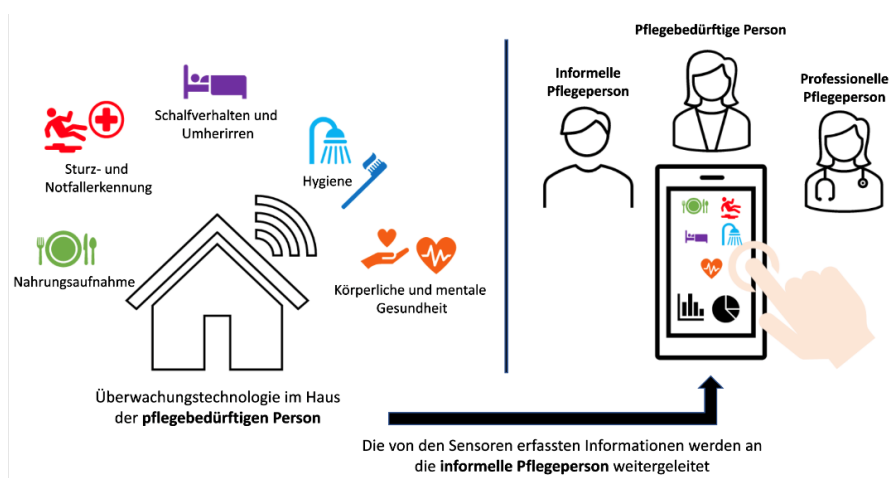 Schalfverhalten und
Umherirren
Sturz- und
Notfallerkennung
Hygiene
Nahrungsaufnahme
Körperliche und mentale
Gesundheit
Überwachungstechnologie im Haus
der pflegebedürftigen Person
Pflegebedürftige Person
Informelle
Pflegeperson
Professionelle
Pflegeperson
Die von den Sensoren erfassten Informationen werden an
die informelle Pflegeperson weitergeleitet